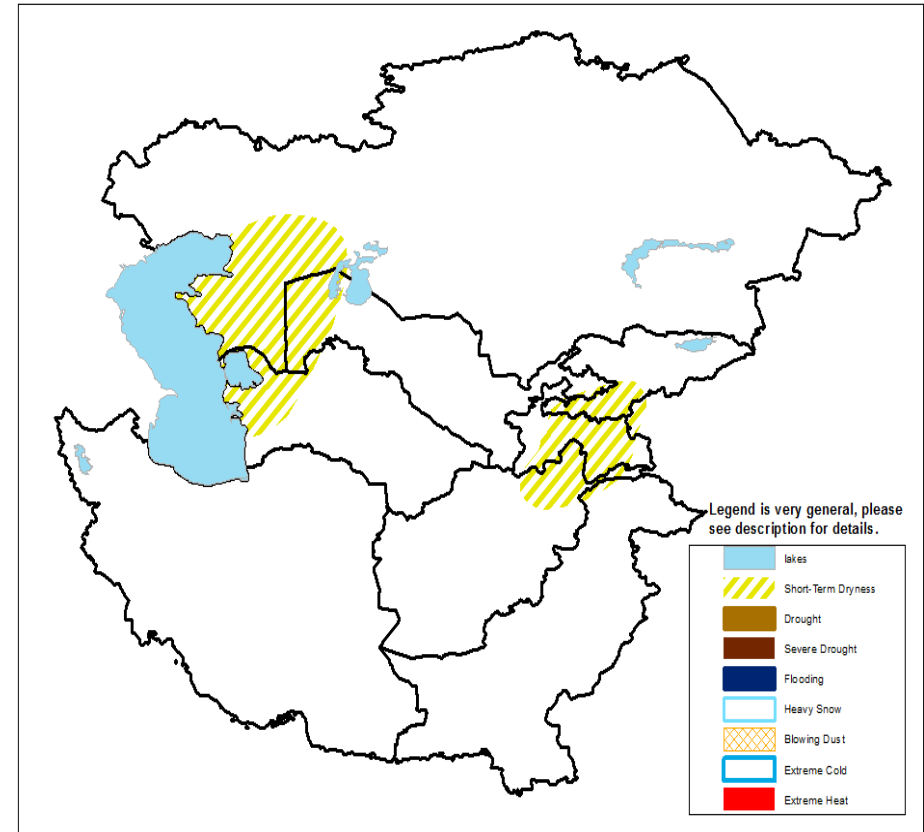 Legend is very general, please
see description for details.
lakes
Short-Term Dryness
Drought
Severe Drought
Flooding
Heavy Snow
Blowing Dust
Extreme Cold
Extreme Heat